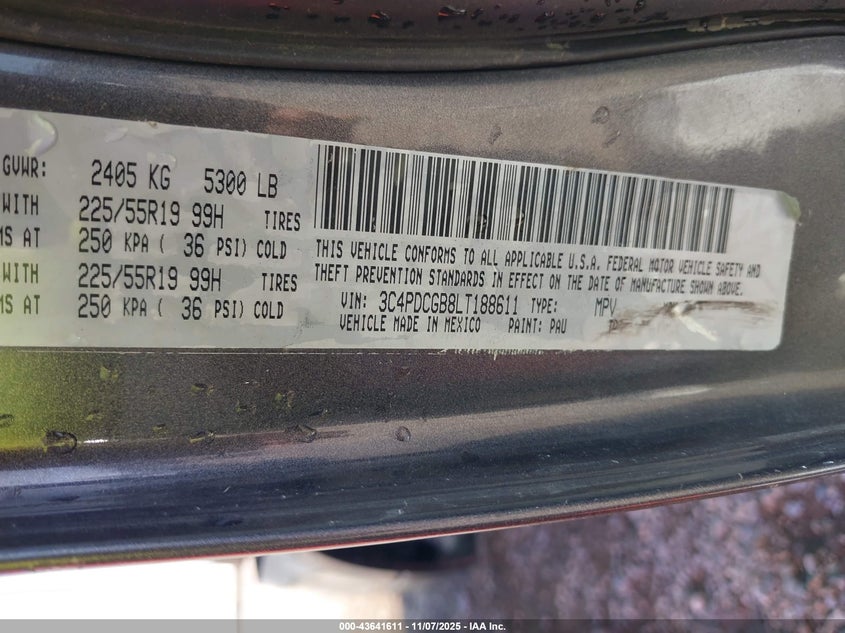 GVWR: 2405 KG 5300 LB
WITH 225/55R19 99H TIRES
MS AT 250 KPA ( 36 PSI) COLD
WITH 225/55R19 99H TIRES
MS AT 250 KPA ( 36 PSI) COLD
THIS VEHICLE CONFORMS TO ALL APPLICABLE U.S.A. FEDERAL MOTOR VEHICLE SAFETY AND
THEFT PREVENTION STANDARDS IN EFFECT ON THE DATE OF MANUFACTURE SHOWN ABOVE.
VIN: 3C4PDCGB8LT188611 TYPE: MPV
VEHICLE MADE IN MEXICO PAINT: PAU
000-43641611 - 11/07/2025 - IAA Inc.